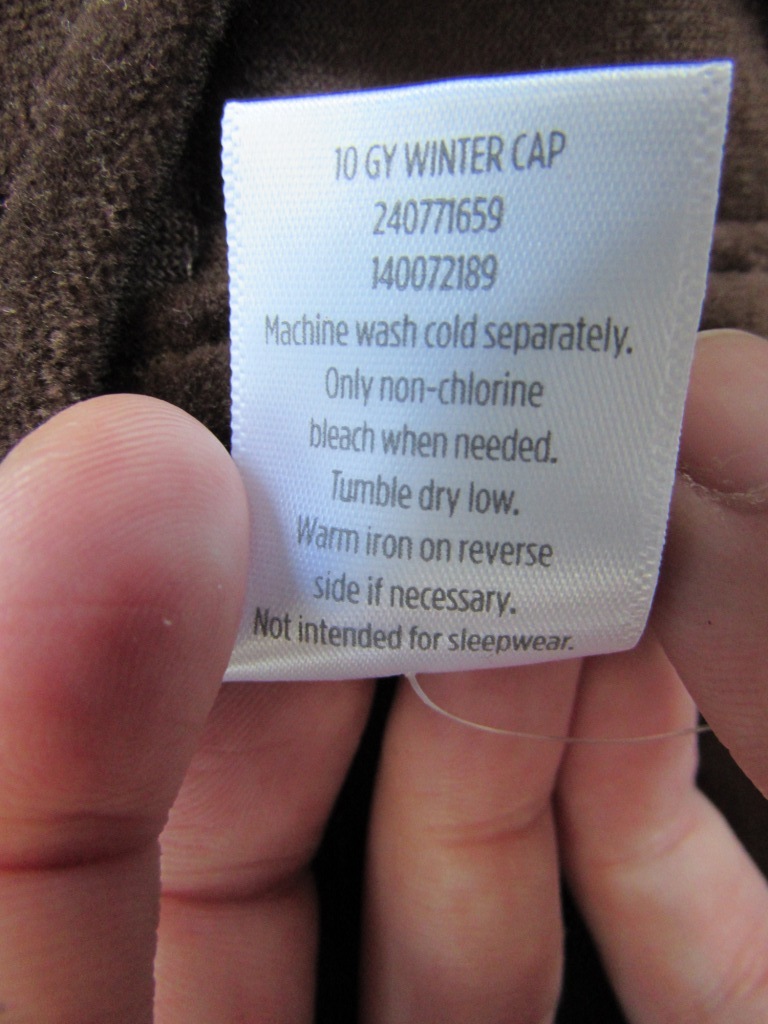 10 GY WINTER CAP
240771659
140072189
Machine wash cold separately.
Only non-chlorine
bleach when needed.
Tumble dry low.
Warm iron on reverse
side if necessary.
Not intended for sleepwear.